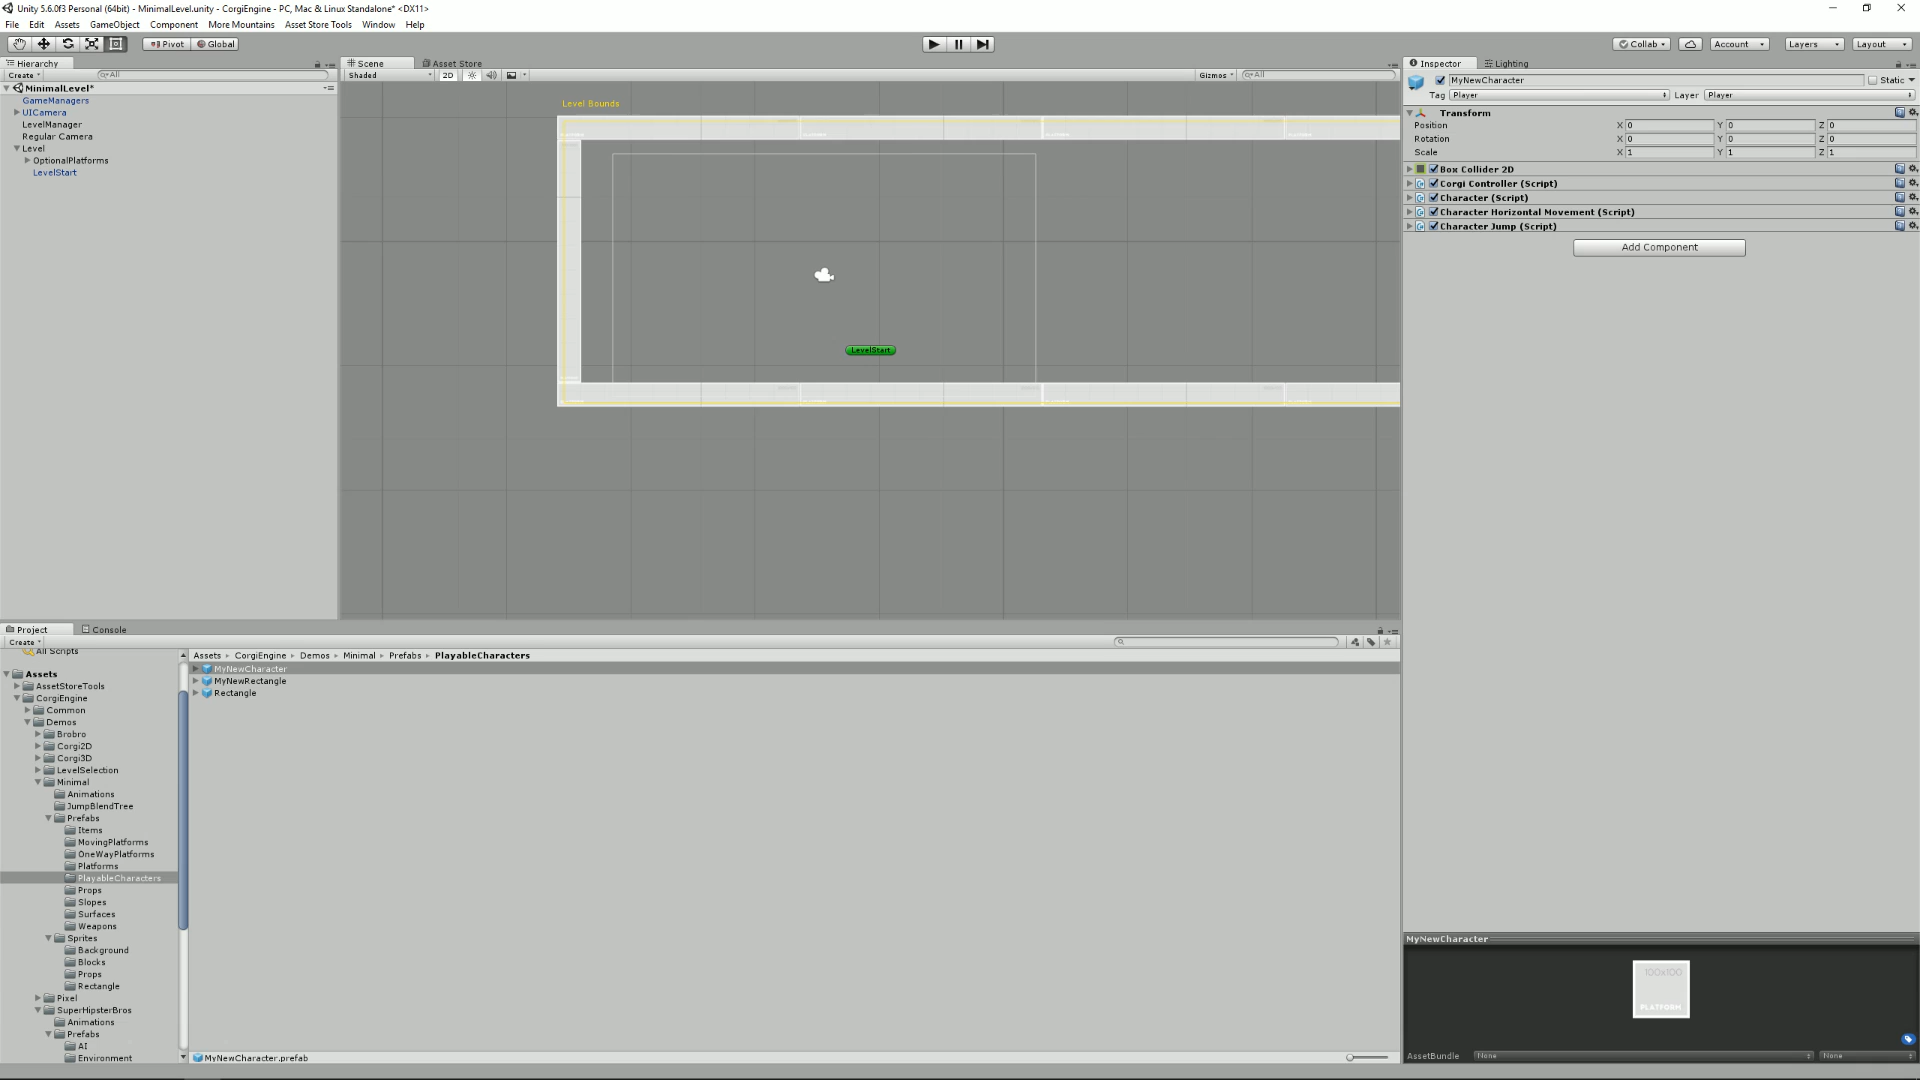 Unity 5.6.0f3 Personal (64bit) - MinimalLevel.unity - CorgiEngine - PC, Mac & Linux Standalone* <DX11>
File Edit Assets GameObject Component More Mountains Asset Store Tools Window Help
Pivot Global Collab Account Layers Layout
Hierarchy
Create All
MinimalLevel*
GameManagers
UICamera
LevelManager
Regular Camera
Level
OptionalPlatforms
LevelStart
Scene Asset Store
Shaded 2D Gizmos All
Level Bounds
LevelStart
Inspector Lighting
MyNewCharacter Static
Tag Player Layer Player
Transform
Position X 0 Y 0 Z 0
Rotation X 0 Y 0 Z 0
Scale X 1 Y 1 Z 1
Box Collider 2D
Corgi Controller (Script)
Character (Script)
Character Horizontal Movement (Script)
Character Jump (Script)
Add Component
Project Console
Create
All Scripts
Assets
AssetStoreTools
CorgiEngine
Common
Demos
Brobro
Corgi2D
Corgi3D
LevelSelection
Minimal
Animations
JumpBlendTree
Prefabs
Items
MovingPlatforms
OneWayPlatforms
Platforms
PlayableCharacters
Props
Slopes
Surfaces
Weapons
Sprites
Background
Blocks
Props
Rectangle
Pixel
SuperHipsterBros
Animations
Prefabs
AI
Environment
Assets CorgiEngine Demos Minimal Prefabs PlayableCharacters
MyNewCharacter
MyNewRectangle
Rectangle
MyNewCharacter.prefab
MyNewCharacter
100x100
PLATFORM
AssetBundle None None